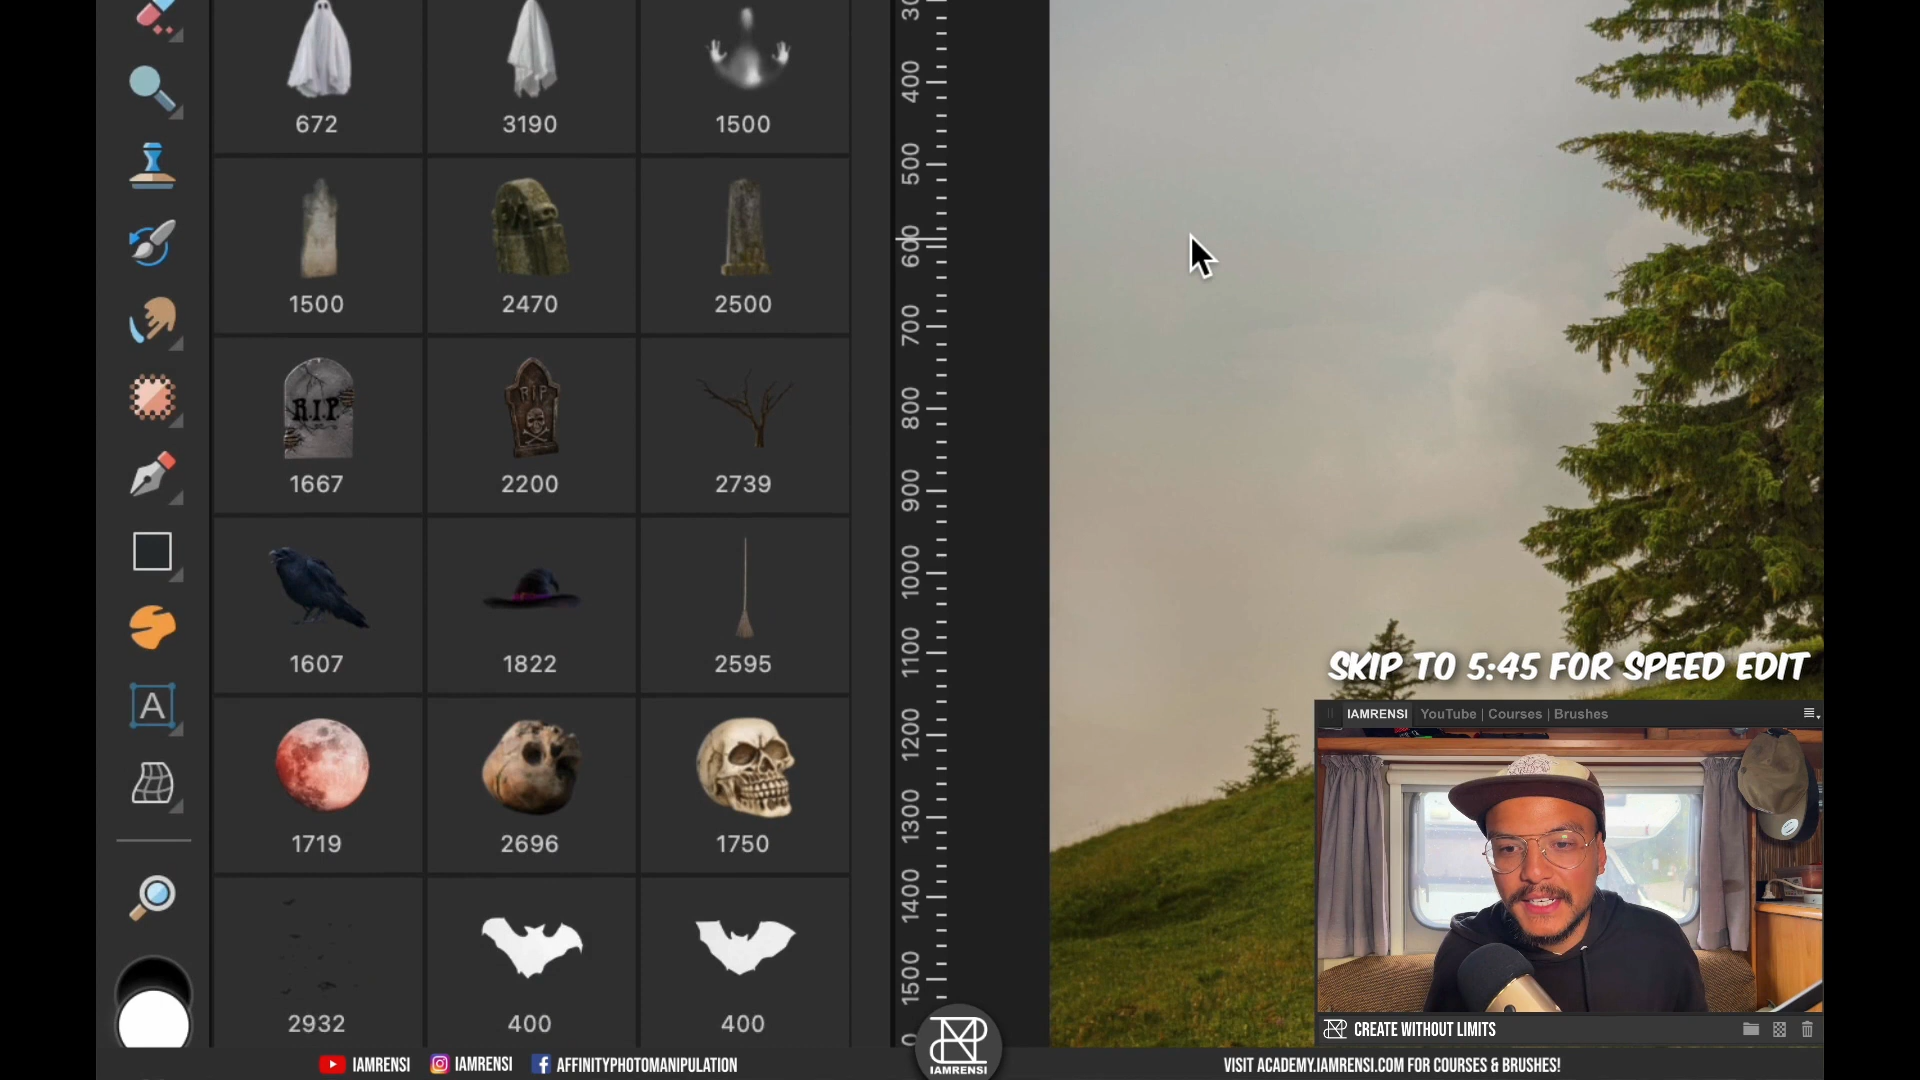 672 3190 1500
1500 2470 2500
R.I.P. RIP
1667 2200 2739
1607 1822 2595
1719 2696 1750
2932 400 400
A
400
500
600
700
800
900
1000
1100
1200
1300
1400
1500
SKIP TO 5:45 FOR SPEED EDIT
IAMRENSI YouTube | Courses | Brushes
CREATE WITHOUT LIMITS
IAMRENSI IAMRENSI AFFINITYPHOTOMANIPULATION
IAMRENSI
VISIT ACADEMY.IAMRENSI.COM FOR COURSES & BRUSHES!